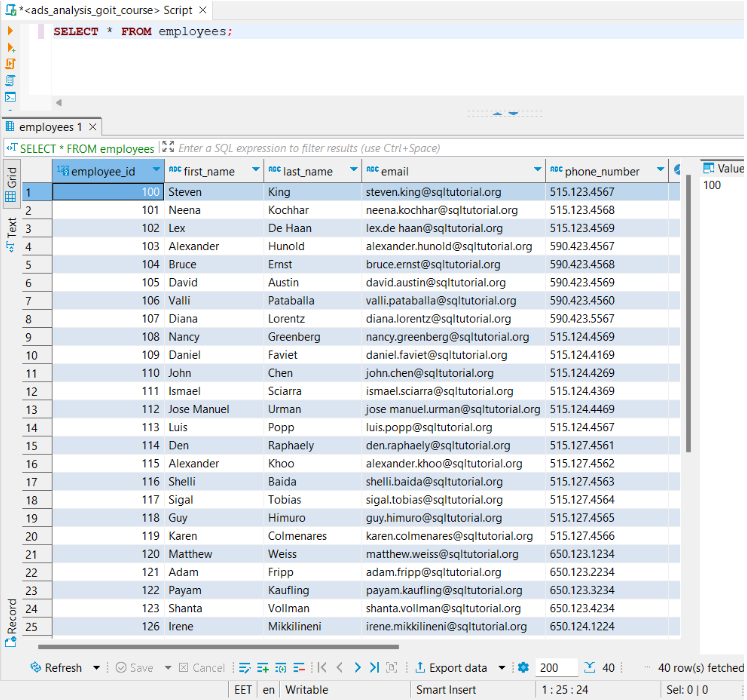 *<ads_analysis_goit_course> Script
SELECT * FROM employees;
employees 1
SELECT * FROM employees Enter a SQL expression to filter results (use Ctrl+Space)
Grid
Text
Record
123 employee_id ABC first_name ABC last_name ABC email ABC phone_number
1 100 Steven King steven.king@sqltutorial.org 515.123.4567
2 101 Neena Kochhar neena.kochhar@sqltutorial.org 515.123.4568
3 102 Lex De Haan lex.de haan@sqltutorial.org 515.123.4569
4 103 Alexander Hunold alexander.hunold@sqltutorial.org 590.423.4567
5 104 Bruce Ernst bruce.ernst@sqltutorial.org 590.423.4568
6 105 David Austin david.austin@sqltutorial.org 590.423.4569
7 106 Valli Pataballa valli.pataballa@sqltutorial.org 590.423.4560
8 107 Diana Lorentz diana.lorentz@sqltutorial.org 590.423.5567
9 108 Nancy Greenberg nancy.greenberg@sqltutorial.org 515.124.4569
10 109 Daniel Faviet daniel.faviet@sqltutorial.org 515.124.4169
11 110 John Chen john.chen@sqltutorial.org 515.124.4269
12 111 Ismael Sciarra ismael.sciarra@sqltutorial.org 515.124.4369
13 112 Jose Manuel Urman jose manuel.urman@sqltutorial.org 515.124.4469
14 113 Luis Popp luis.popp@sqltutorial.org 515.124.4567
15 114 Den Raphaely den.raphaely@sqltutorial.org 515.127.4561
16 115 Alexander Khoo alexander.khoo@sqltutorial.org 515.127.4562
17 116 Shelli Baida shelli.baida@sqltutorial.org 515.127.4563
18 117 Sigal Tobias sigal.tobias@sqltutorial.org 515.127.4564
19 118 Guy Himuro guy.himuro@sqltutorial.org 515.127.4565
20 119 Karen Colmenares karen.colmenares@sqltutorial.org 515.127.4566
21 120 Matthew Weiss matthew.weiss@sqltutorial.org 650.123.1234
22 121 Adam Fripp adam.fripp@sqltutorial.org 650.123.2234
23 122 Payam Kaufling payam.kaufling@sqltutorial.org 650.123.3234
24 123 Shanta Vollman shanta.vollman@sqltutorial.org 650.123.4234
25 126 Irene Mikkilineni irene.mikkilineni@sqltutorial.org 650.124.1224
Value
100
Refresh Save Cancel Export data 200 40 40 row(s) fetched
EET en Writable Smart Insert 1 : 25 : 24 Sel: 0 | 0